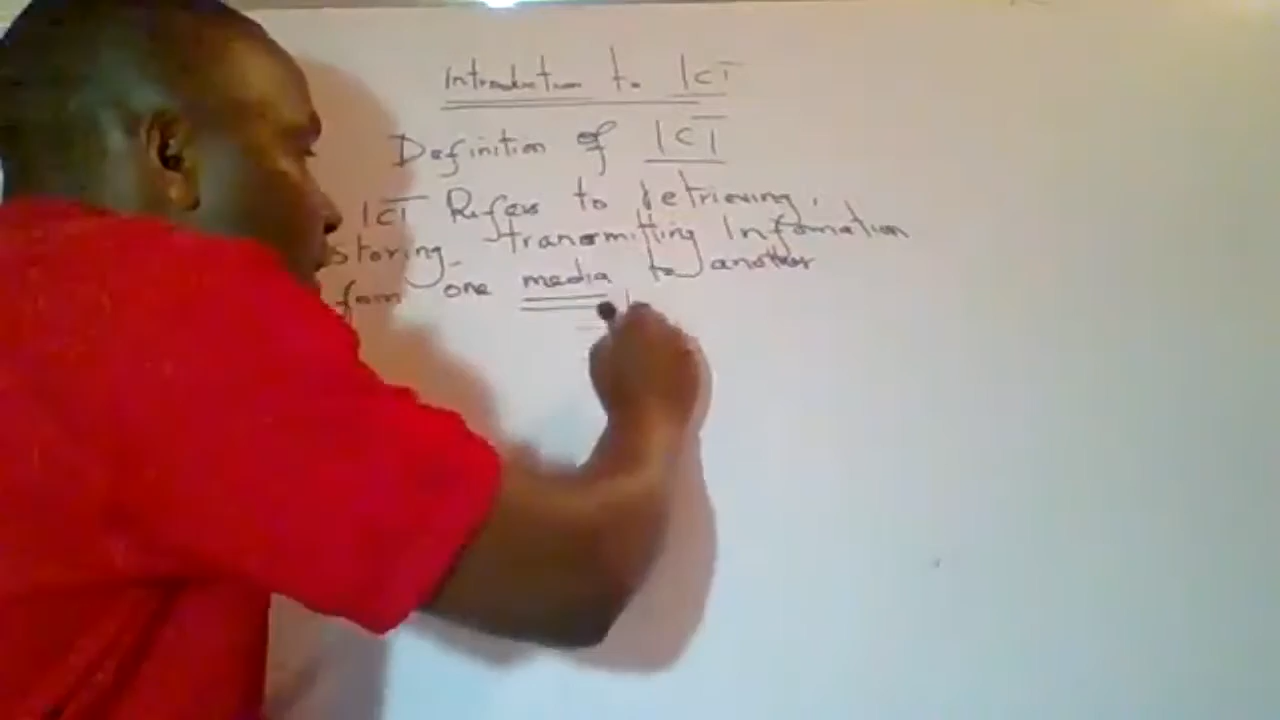 Introduction to ICT
Definition of ICT
ICT Refers to retrieving,
storing, transmitting Information
from one media to another